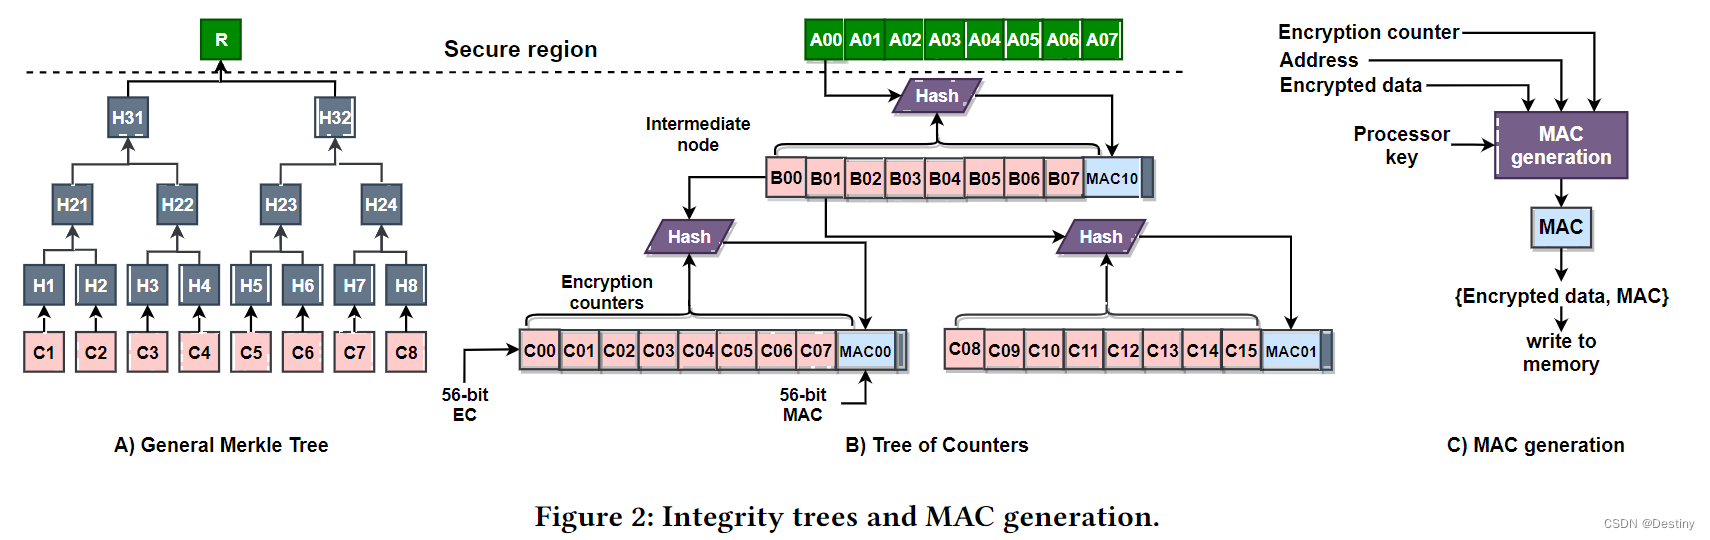 R
Secure region
H31
H32
H21
H22
H23
H24
H1
H2
H3
H4
H5
H6
H7
H8
C1
C2
C3
C4
C5
C6
C7
C8
A) General Merkle Tree
A00
A01
A02
A03
A04
A05
A06
A07
Hash
Intermediate
node
B00
B01
B02
B03
B04
B05
B06
B07
MAC10
Hash
Hash
Encryption
counters
C00
C01
C02
C03
C04
C05
C06
C07
MAC00
C08
C09
C10
C11
C12
C13
C14
C15
MAC01
56-bit
EC
56-bit
MAC
B) Tree of Counters
Encryption counter
Address
Encrypted data
Processor
key
MAC
generation
MAC
{Encrypted data, MAC}
write to
memory
C) MAC generation
Figure 2: Integrity trees and MAC generation.
CSDN @Destiny